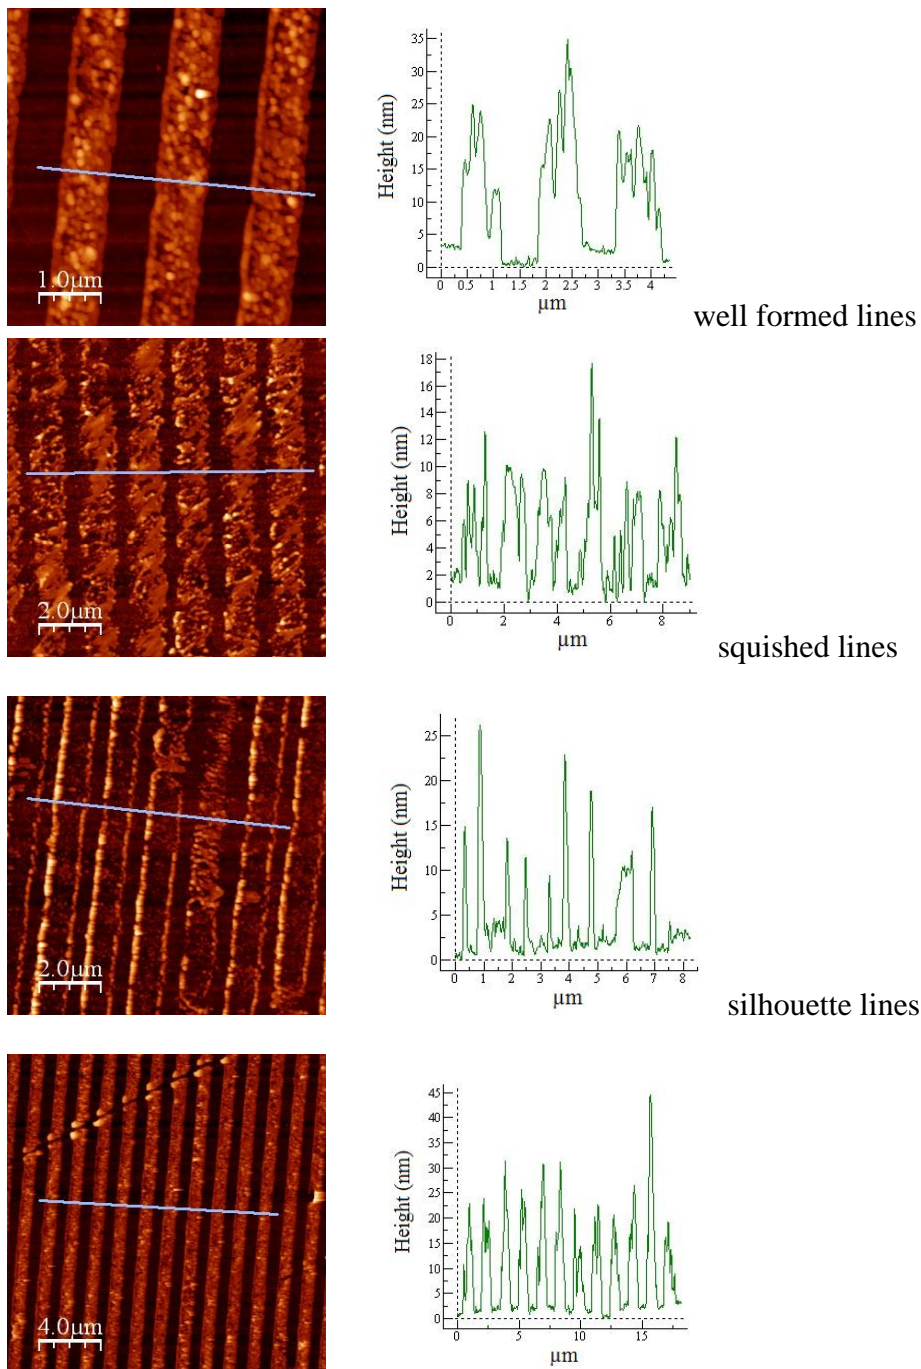 35
30
25
20
15
10
5
0
Height (nm)
0 0.5 1 1.5 2 2.5 3 3.5 4
µm
1.0µm
well formed lines
18
16
14
12
10
8
6
4
2
0
Height (nm)
0 2 4 6 8
µm
2.0µm
squished lines
25
20
15
10
5
0
Height (nm)
0 1 2 3 4 5 6 7 8
µm
2.0µm
silhouette lines
45
40
35
30
25
20
15
10
5
0
Height (nm)
0 5 10 15
µm
4.0µm